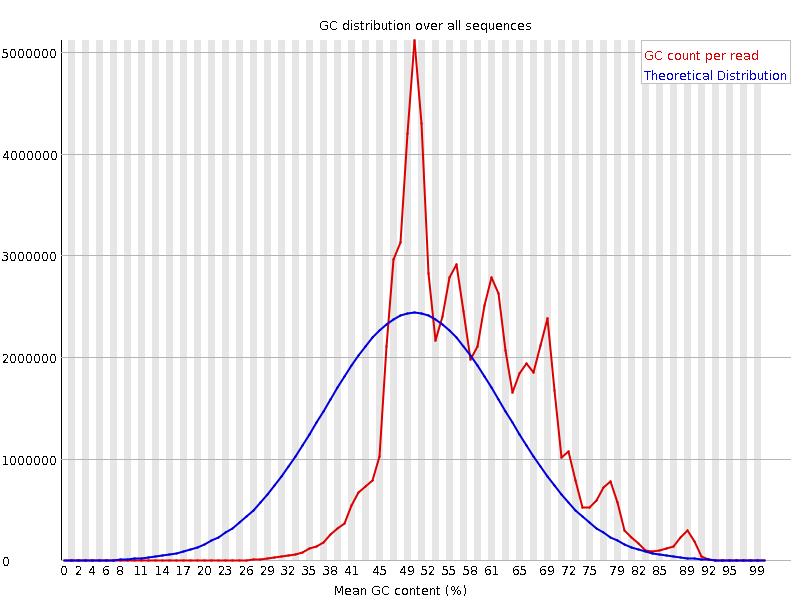 GC distribution over all sequences
GC count per read
Theoretical Distribution
5000000
4000000
3000000
2000000
1000000
0
0 2 4 6 8 11 14 17 20 23 26 29 32 35 38 41 45 49 52 55 58 61 65 69 72 75 79 82 85 89 92 95 99
Mean GC content (%)